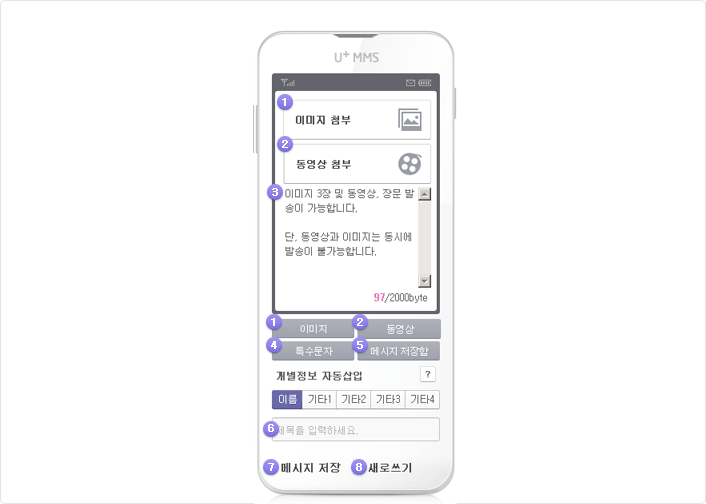 U+ MMS
1
이미지 첨부
2
동영상 첨부
3 이미지 3장 및 동영상, 장문 발
송이 가능합니다.
단, 동영상과 이미지는 동시에
발송이 불가능합니다.
97/2000byte
1 이미지 2 동영상
4 특수문자 5 메시지 저장함
개별정보 자동삽입 ?
이름 기타1 기타2 기타3 기타4
6 제목을 입력하세요.
7 메시지 저장 8 새로쓰기